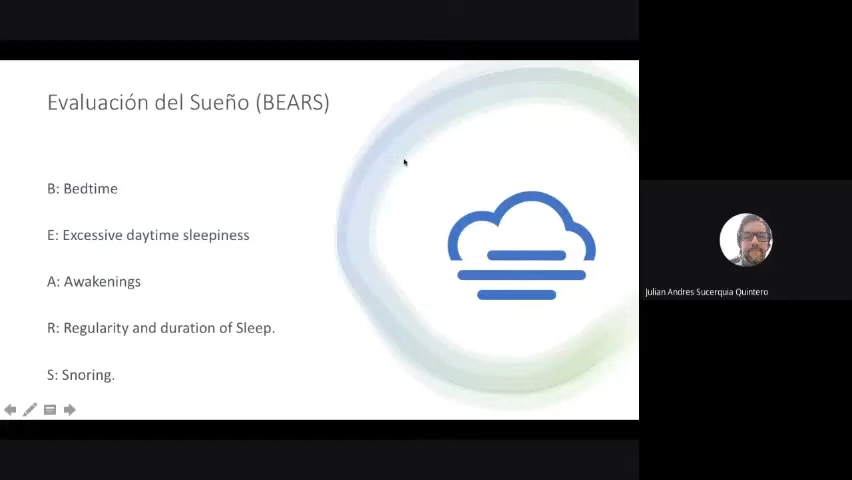 Evaluación del Sueño (BEARS)
B: Bedtime
E: Excessive daytime sleepiness
A: Awakenings
R: Regularity and duration of Sleep.
S: Snoring.
Julian Andres Sucerquia Quintero